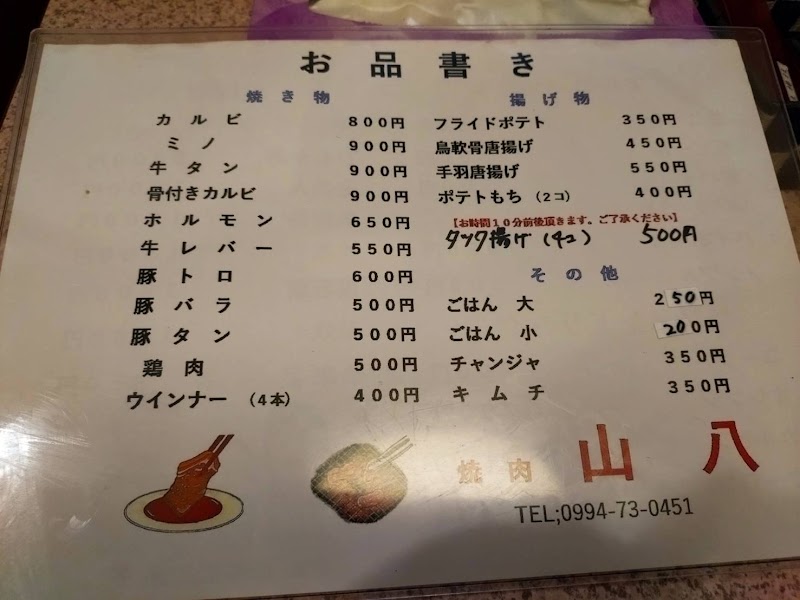 お品書き
焼き物
カルビ 800円
ミノ 900円
牛タン 900円
骨付きカルビ 900円
ホルモン 650円
牛レバー 550円
豚トロ 600円
豚バラ 500円
豚タン 500円
鶏肉 500円
ウインナー (4本) 400円
揚げ物
フライドポテト 350円
鳥軟骨唐揚げ 450円
手羽唐揚げ 550円
ポテトもち (2コ) 400円
【お時間10分前後頂きます。ご了承ください】
タック揚げ (4コ) 500円
その他
ごはん 大 250円
ごはん 小 200円
チャンジャ 350円
キムチ 350円
焼肉 山八
TEL;0994-73-0451